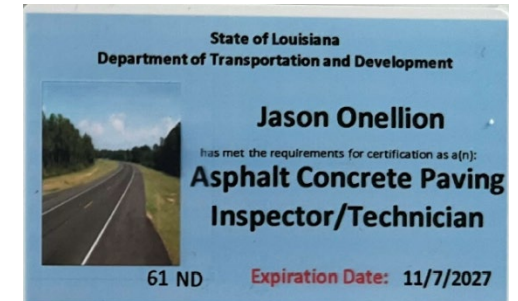 State of Louisiana
Department of Transportation and Development
Jason Onellion
has met the requirements for certification as a(n):
Asphalt Concrete Paving
Inspector/Technician
61 ND
Expiration Date: 11/7/2027